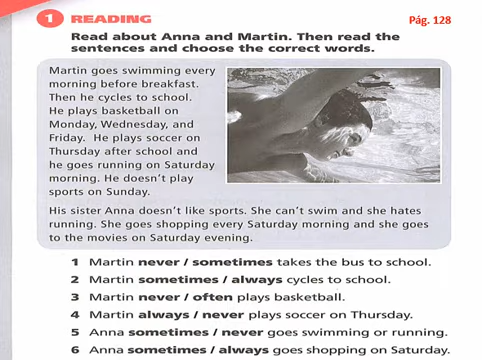 1 READING
Pág. 128
Read about Anna and Martin. Then read the
sentences and choose the correct words.
Martin goes swimming every
morning before breakfast.
Then he cycles to school.
He plays basketball on
Monday, Wednesday, and
Friday. He plays soccer on
Thursday after school and
he goes running on Saturday
morning. He doesn't play
sports on Sunday.
His sister Anna doesn't like sports. She can't swim and she hates
running. She goes shopping every Saturday morning and she goes
to the movies on Saturday evening.
1 Martin never / sometimes takes the bus to school.
2 Martin sometimes / always cycles to school.
3 Martin never / often plays basketball.
4 Martin always / never plays soccer on Thursday.
5 Anna sometimes / never goes swimming or running.
6 Anna sometimes / always goes shopping on Saturday.